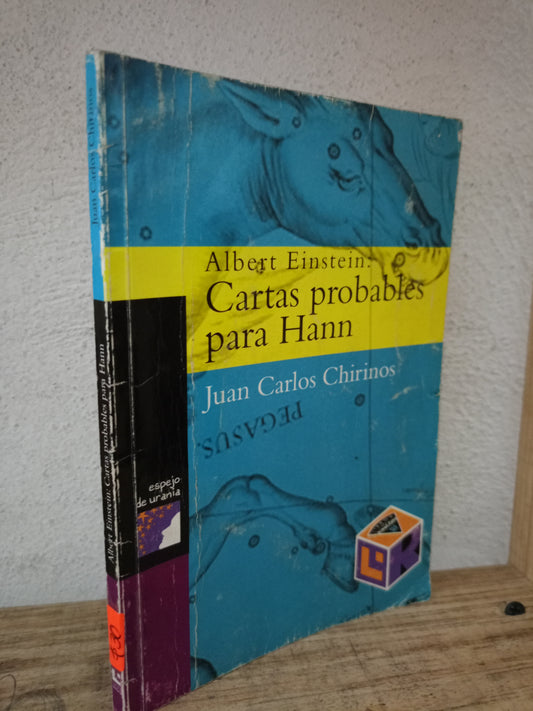 Juan Carlos Chirinos
Albert Einstein: Cartas probables para Hann
Albert Einstein:
Cartas probables
para Hann
Juan Carlos Chirinos
PEGASUS.
espejo
de urania
L R